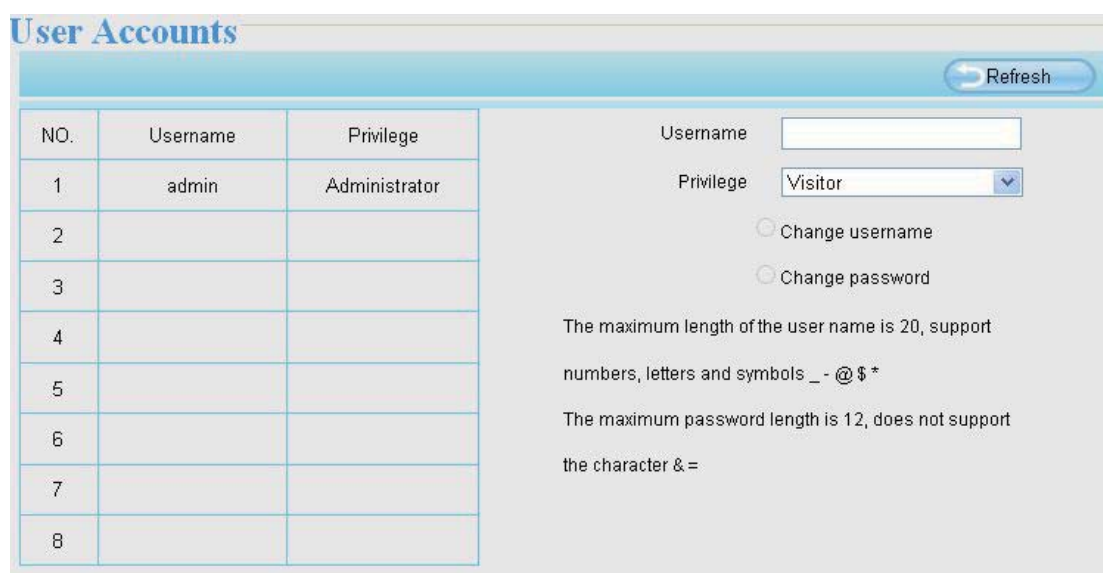 User Accounts
Refresh
NO. Username Privilege
1 admin Administrator
2
3
4
5
6
7
8
Username
Privilege Visitor
Change username
Change password
The maximum length of the user name is 20, support
numbers, letters and symbols _ - @ $ *
The maximum password length is 12, does not support
the character & =